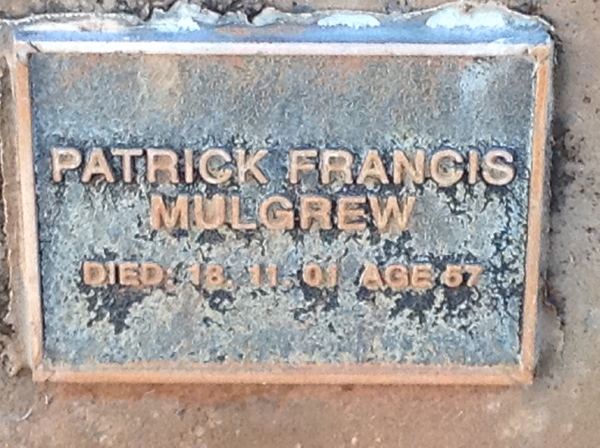 PATRICK FRANCIS
MULGREW
DIED: 18. 11. 01 AGE 57